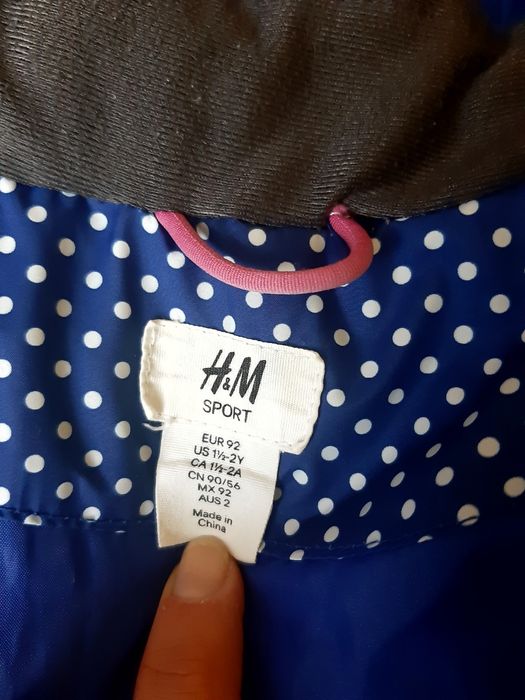 H&M
SPORT
EUR 92
US 1½-2Y
CA 1½-2A
CN 90/56
MX 92
AUS 2
Made in
China